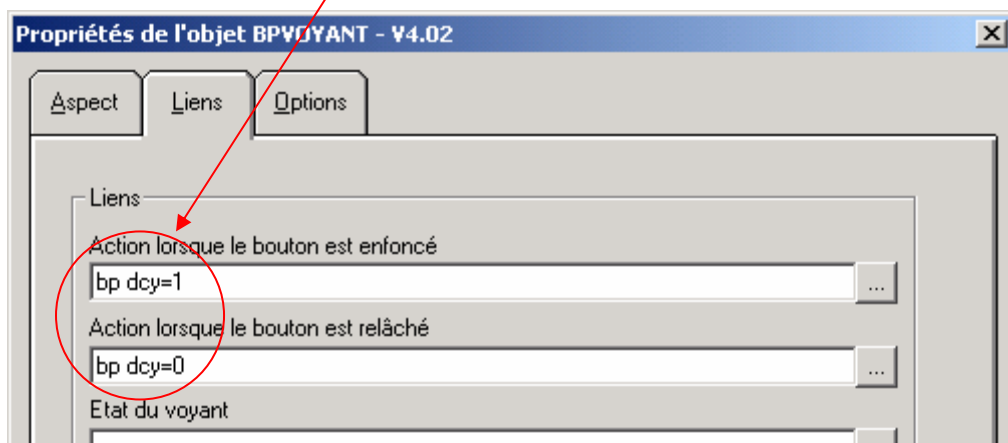 Propriétés de l'objet BPVOYANT - V4.02
Aspect Liens Options
Liens
Action lorsque le bouton est enfoncé
bp dcy=1 ...
Action lorsque le bouton est relâché
bp dcy=0 ...
Etat du voyant